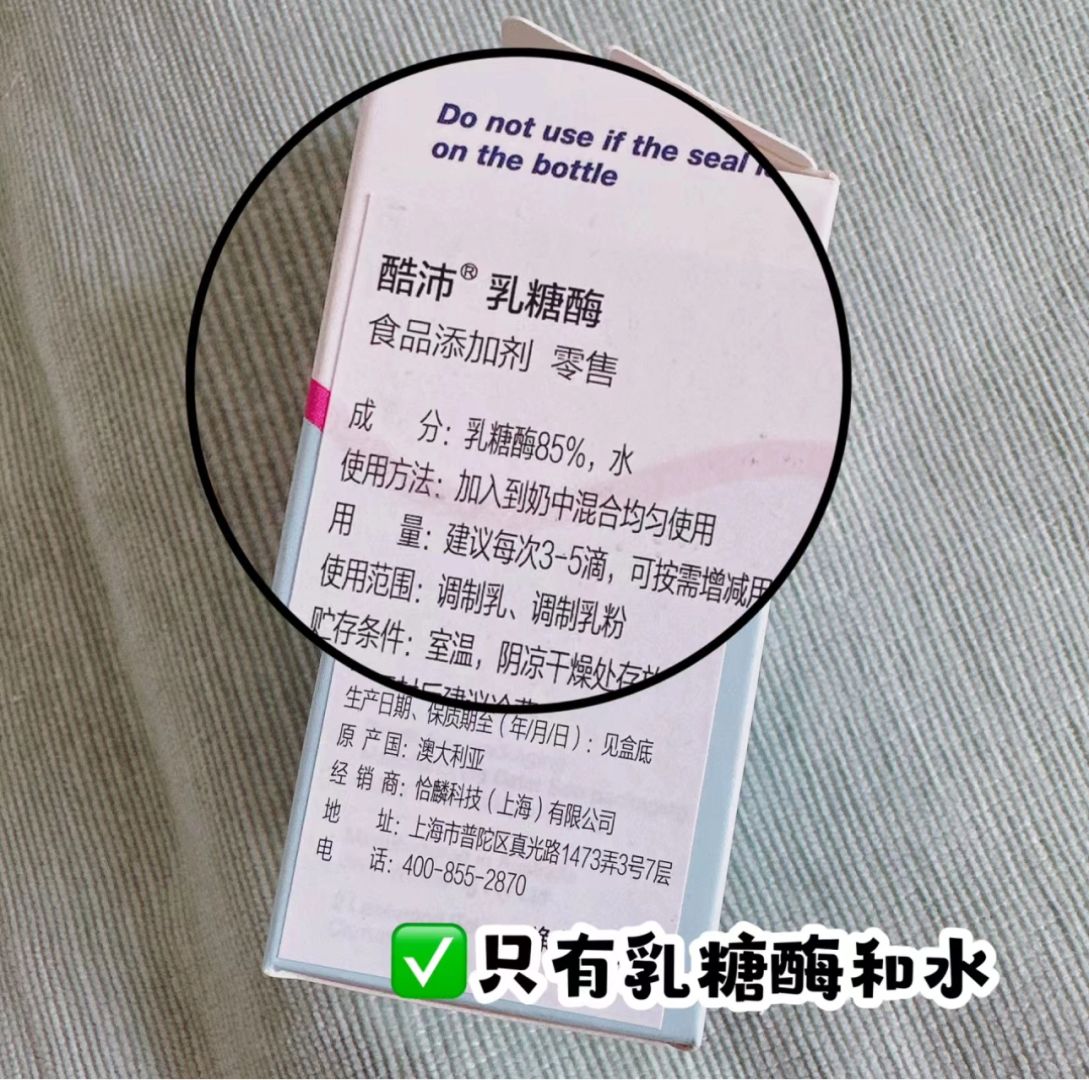 Do not use if the seal
on the bottle
酷沛® 乳糖酶
食品添加剂 零售
成 分：乳糖酶85%，水
使用方法：加入到奶中混合均匀使用
用 量：建议每次3-5滴，可按需增减用
使用范围：调制乳、调制乳粉
贮存条件：室温，阴凉干燥处存放
生产日期、保质期至（年/月/日）：见盒底
原产国：澳大利亚
经销商：恰麟科技（上海）有限公司
地 址：上海市普陀区真光路1473弄3号7层
电 话：400-855-2870
✅只有乳糖酶和水